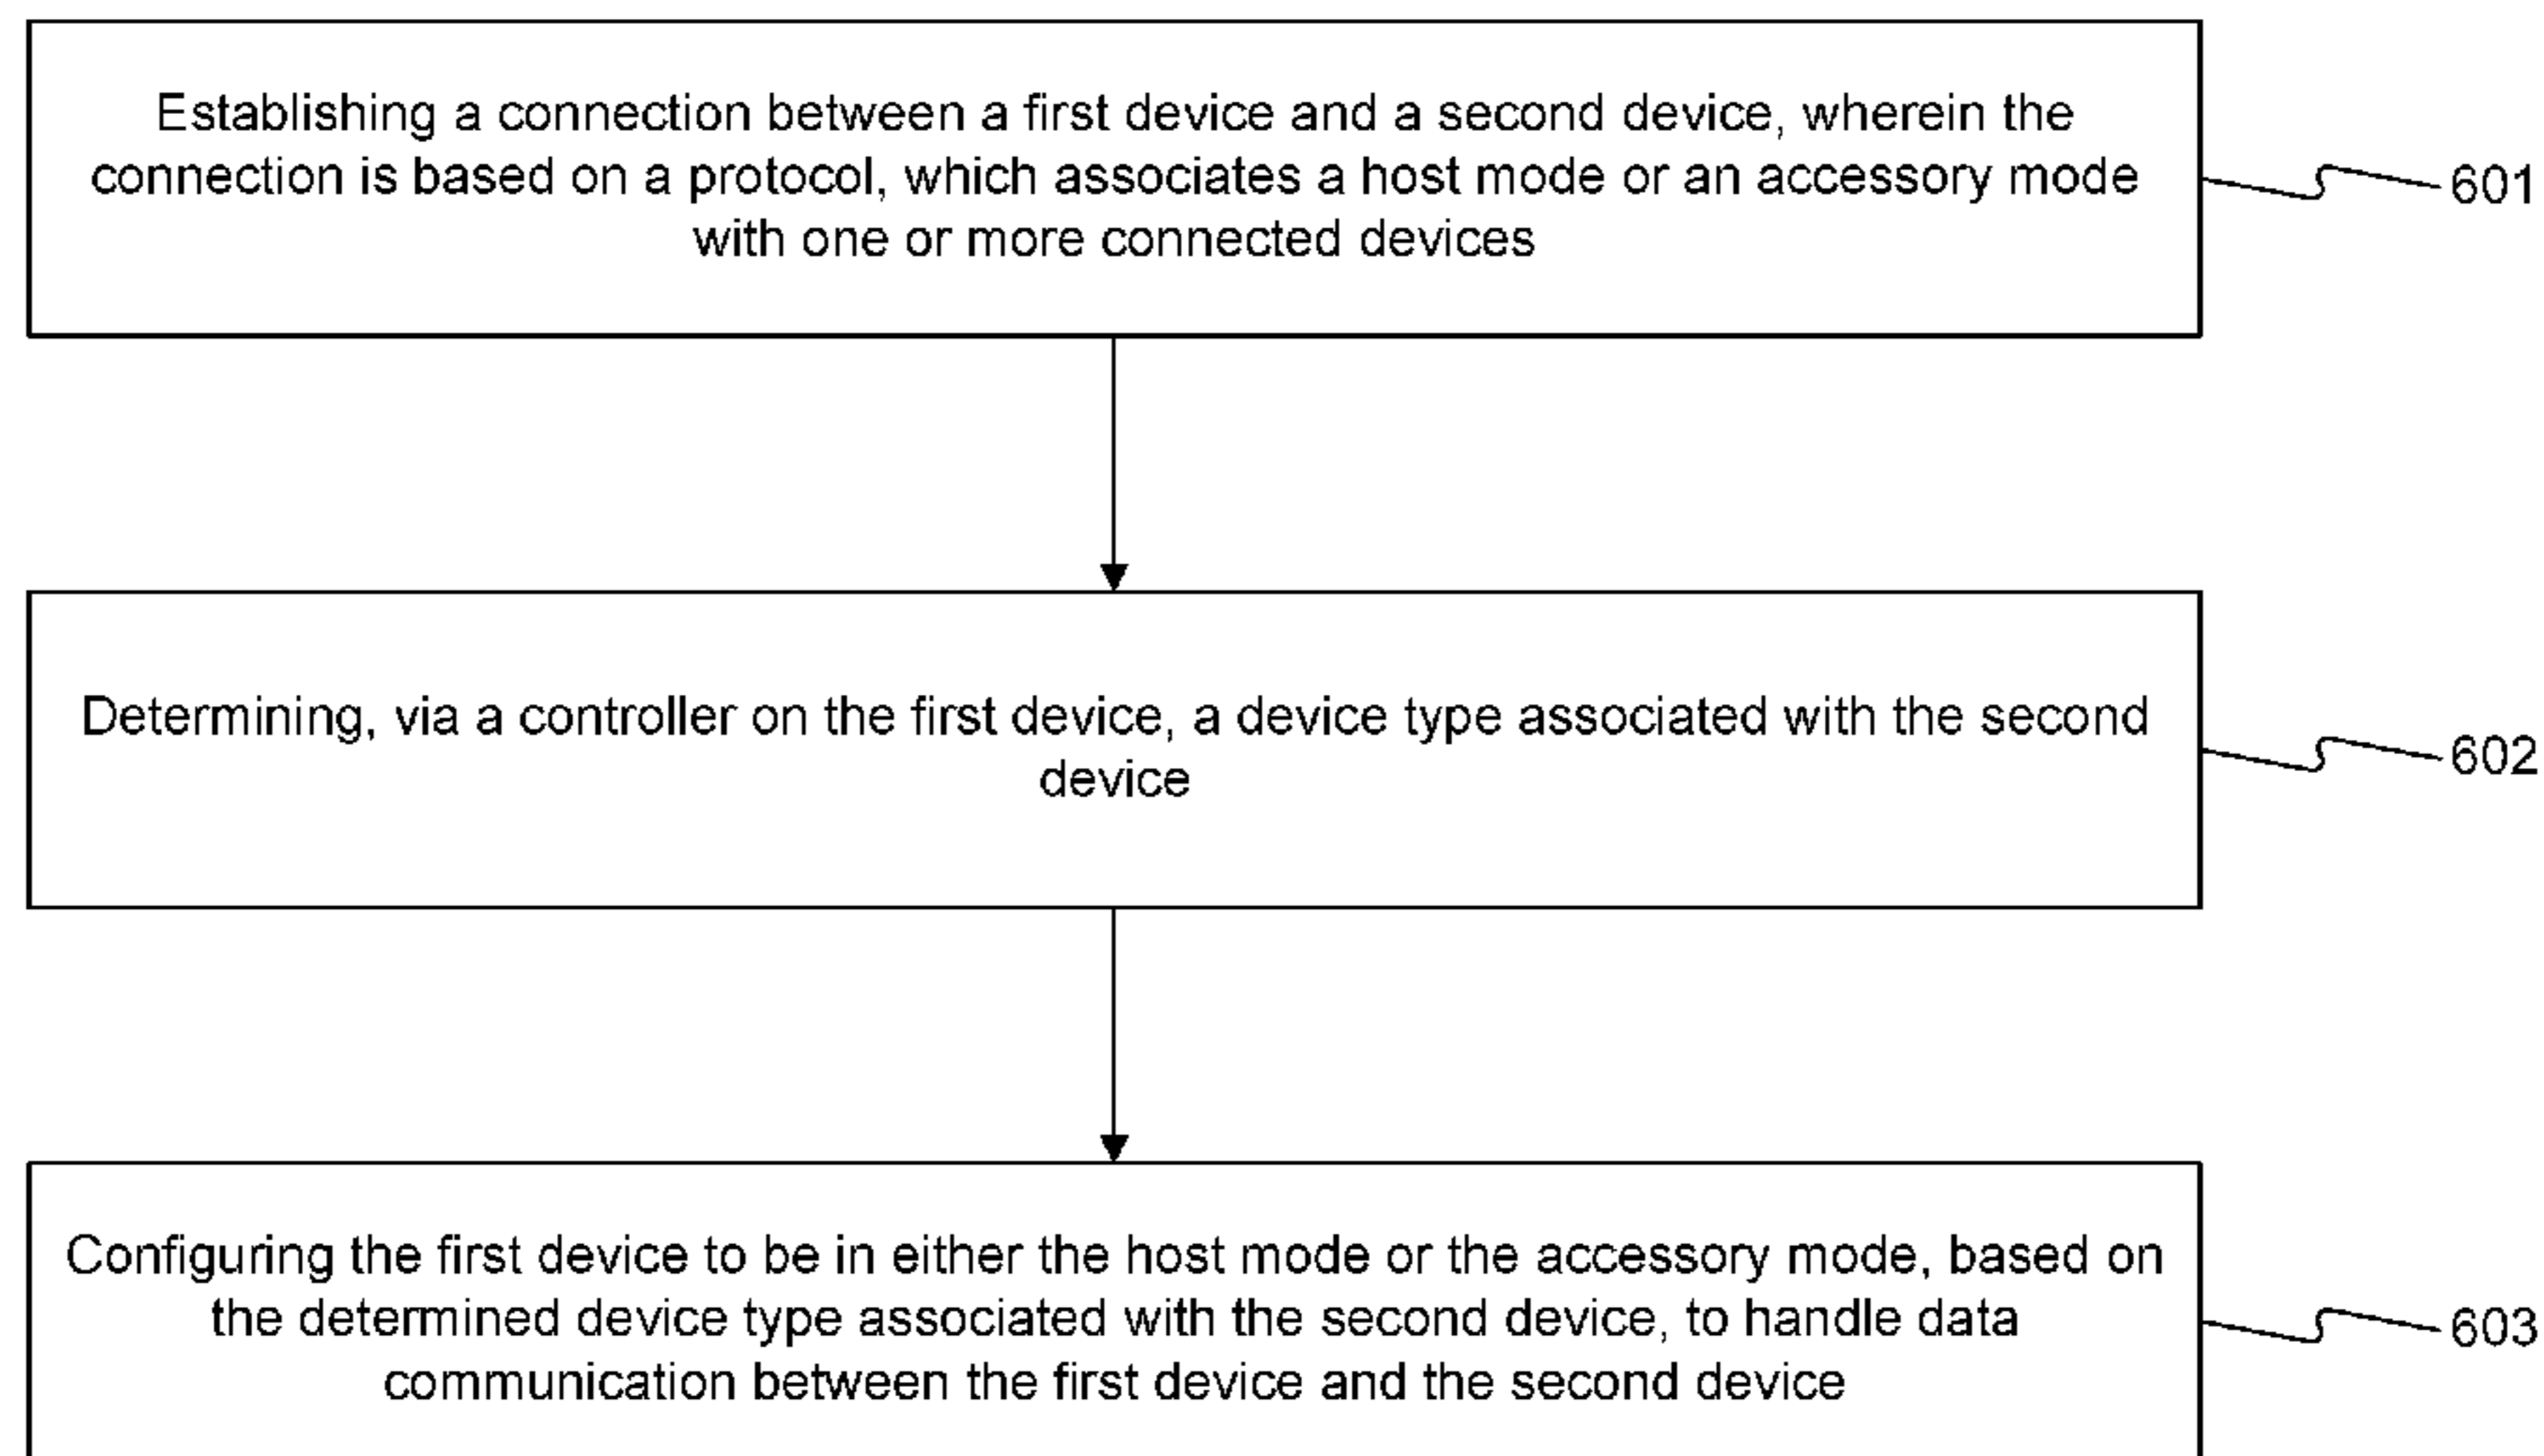 Establishing a connection between a first device and a second device, wherein the
connection is based on a protocol, which associates a host mode or an accessory mode
with one or more connected devices
601
Determining, via a controller on the first device, a device type associated with the second
device
602
Configuring the first device to be in either the host mode or the accessory mode, based on
the determined device type associated with the second device, to handle data
communication between the first device and the second device
603